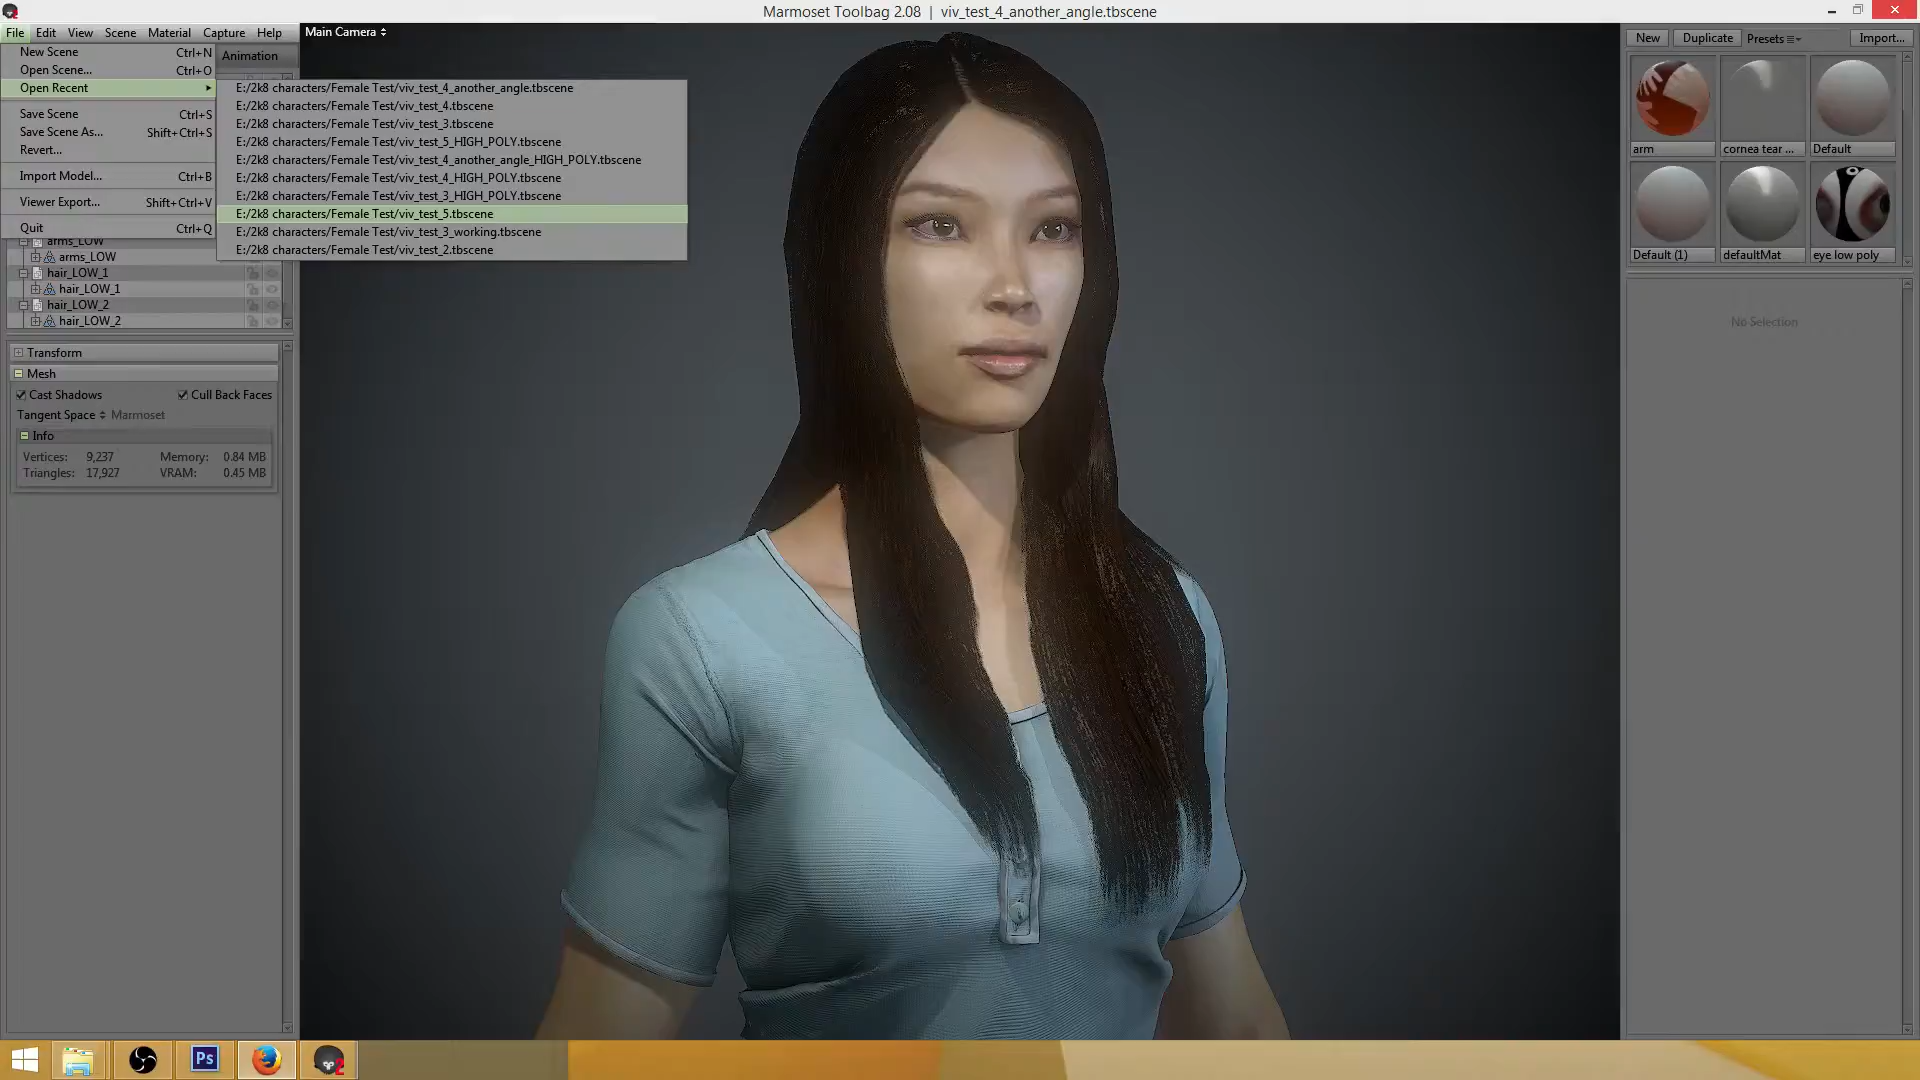 Marmoset Toolbag 2.08 | viv_test_4_another_angle.tbscene
File Edit View Scene Material Capture Help
Main Camera
New Scene Ctrl+N
Open Scene... Ctrl+O
Open Recent
Save Scene Ctrl+S
Save Scene As... Shift+Ctrl+S
Revert...
Import Model... Ctrl+B
Viewer Export... Shift+Ctrl+V
Quit Ctrl+Q
Animation
E:/2k8 characters/Female Test/viv_test_4_another_angle.tbscene
E:/2k8 characters/Female Test/viv_test_4.tbscene
E:/2k8 characters/Female Test/viv_test_3.tbscene
E:/2k8 characters/Female Test/viv_test_5_HIGH_POLY.tbscene
E:/2k8 characters/Female Test/viv_test_4_another_angle_HIGH_POLY.tbscene
E:/2k8 characters/Female Test/viv_test_4_HIGH_POLY.tbscene
E:/2k8 characters/Female Test/viv_test_3_HIGH_POLY.tbscene
E:/2k8 characters/Female Test/viv_test_5.tbscene
E:/2k8 characters/Female Test/viv_test_3_working.tbscene
E:/2k8 characters/Female Test/viv_test_2.tbscene
arms_LOW
arms_LOW
hair_LOW_1
hair_LOW_1
hair_LOW_2
hair_LOW_2
Transform
Mesh
Cast Shadows Cull Back Faces
Tangent Space Marmoset
Info
Vertices: 9,237 Memory: 0.84 MB
Triangles: 17,927 VRAM: 0.45 MB
New Duplicate Presets Import...
arm cornea tear ... Default
Default (1) defaultMat eye low poly
No Selection
Ps
2